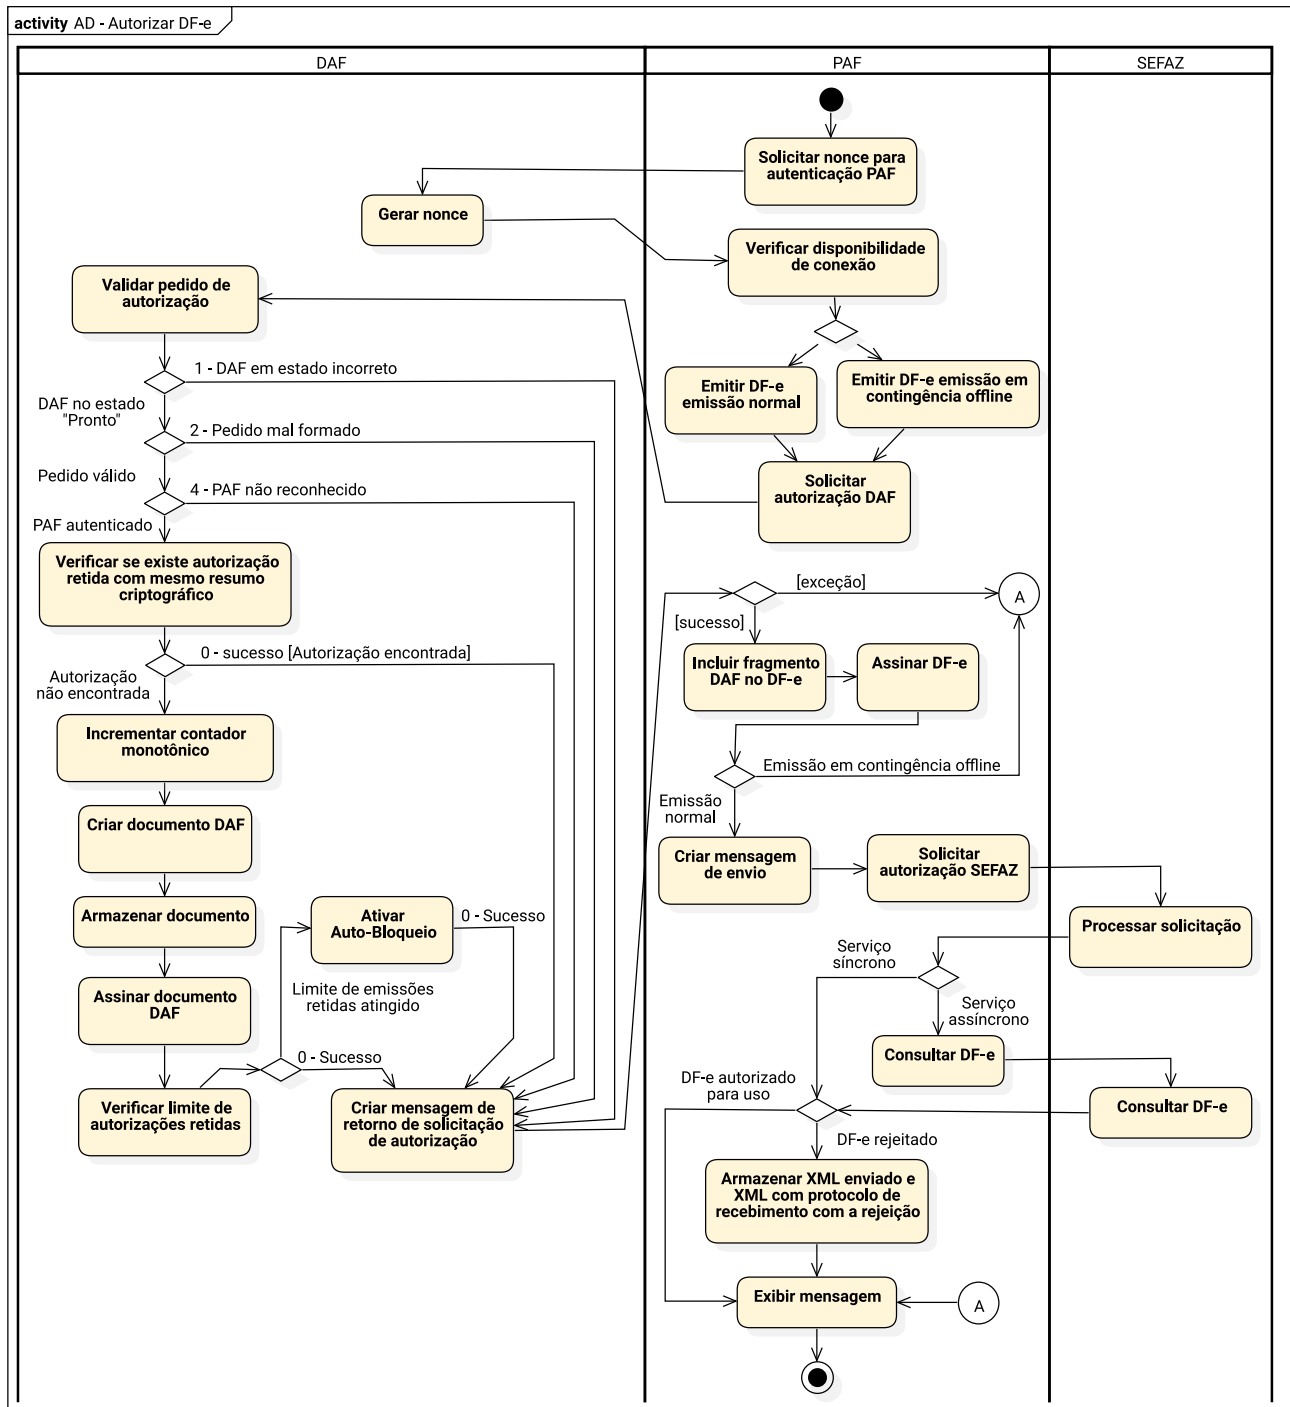 activity AD - Autorizar DF-e
DAF
PAF
SEFAZ
Solicitar nonce para
autenticação PAF
Gerar nonce
Verificar disponibilidade
de conexão
Validar pedido de
autorização
1 - DAF em estado incorreto
Emitir DF-e
emissão normal
Emitir DF-e emissão em
contingência offline
DAF no estado
"Pronto"
2 - Pedido mal formado
Pedido válido
4 - PAF não reconhecido
Solicitar
autorização DAF
PAF autenticado
Verificar se existe autorização
retida com mesmo resumo
criptográfico
[exceção]
A
[sucesso]
0 - sucesso [Autorização encontrada]
Autorização
não encontrada
Incluir fragmento
DAF no DF-e
Assinar DF-e
Incrementar contador
monotônico
Emissão em contingência offline
Emissão
normal
Criar documento DAF
Criar mensagem
de envio
Solicitar
autorização SEFAZ
Armazenar documento
Ativar
Auto-Bloqueio
0 - Sucesso
Processar solicitação
Serviço
síncrono
Assinar documento
DAF
Limite de emissões
retidas atingido
Serviço
assíncrono
0 - Sucesso
Consultar DF-e
Verificar limite de
autorizações retidas
Criar mensagem de
retorno de solicitação
de autorização
DF-e autorizado
para uso
Consultar DF-e
DF-e rejeitado
Armazenar XML enviado e
XML com protocolo de
recebimento com a rejeição
Exibir mensagem
A